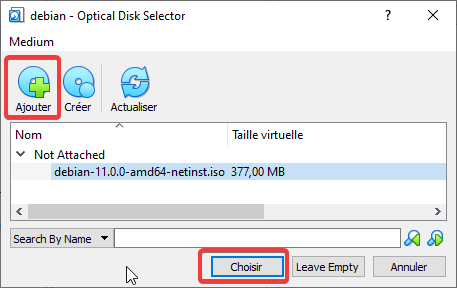 debian - Optical Disk Selector
Medium
Ajouter Créer Actualiser
Nom Taille virtuelle
Not Attached
debian-11.0.0-amd64-netinst.iso 377,00 MB
Search By Name
Choisir Leave Empty Annuler